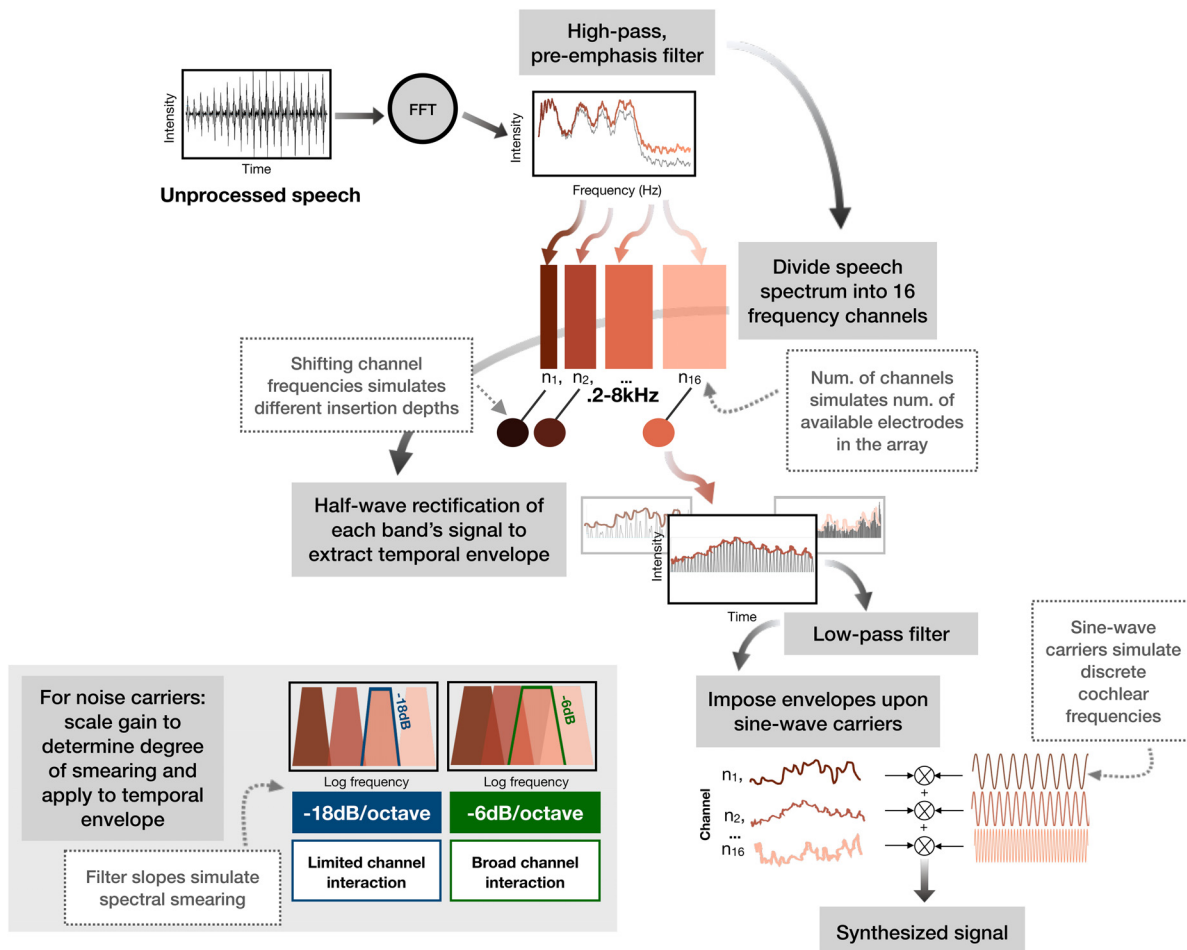 High-pass,
pre-emphasis filter
Intensity
Time
Unprocessed speech
FFT
Intensity
Frequency (Hz)
Divide speech
spectrum into 16
frequency channels
Shifting channel
frequencies simulates
different insertion depths
n1, n2, ... n16
.2-8kHz
Num. of channels
simulates num. of
available electrodes
in the array
Half-wave rectification of
each band's signal to
extract temporal envelope
Intensity
Time
Low-pass filter
Sine-wave
carriers simulate
discrete
cochlear
frequencies
Impose envelopes upon
sine-wave carriers
Channel
n1,
+
n2,
+
...
n16
Synthesized signal
For noise carriers:
scale gain to
determine degree
of smearing and
apply to temporal
envelope
-18dB
Log frequency
-18dB/octave
Limited channel
interaction
-6dB
Log frequency
-6dB/octave
Broad channel
interaction
Filter slopes simulate
spectral smearing